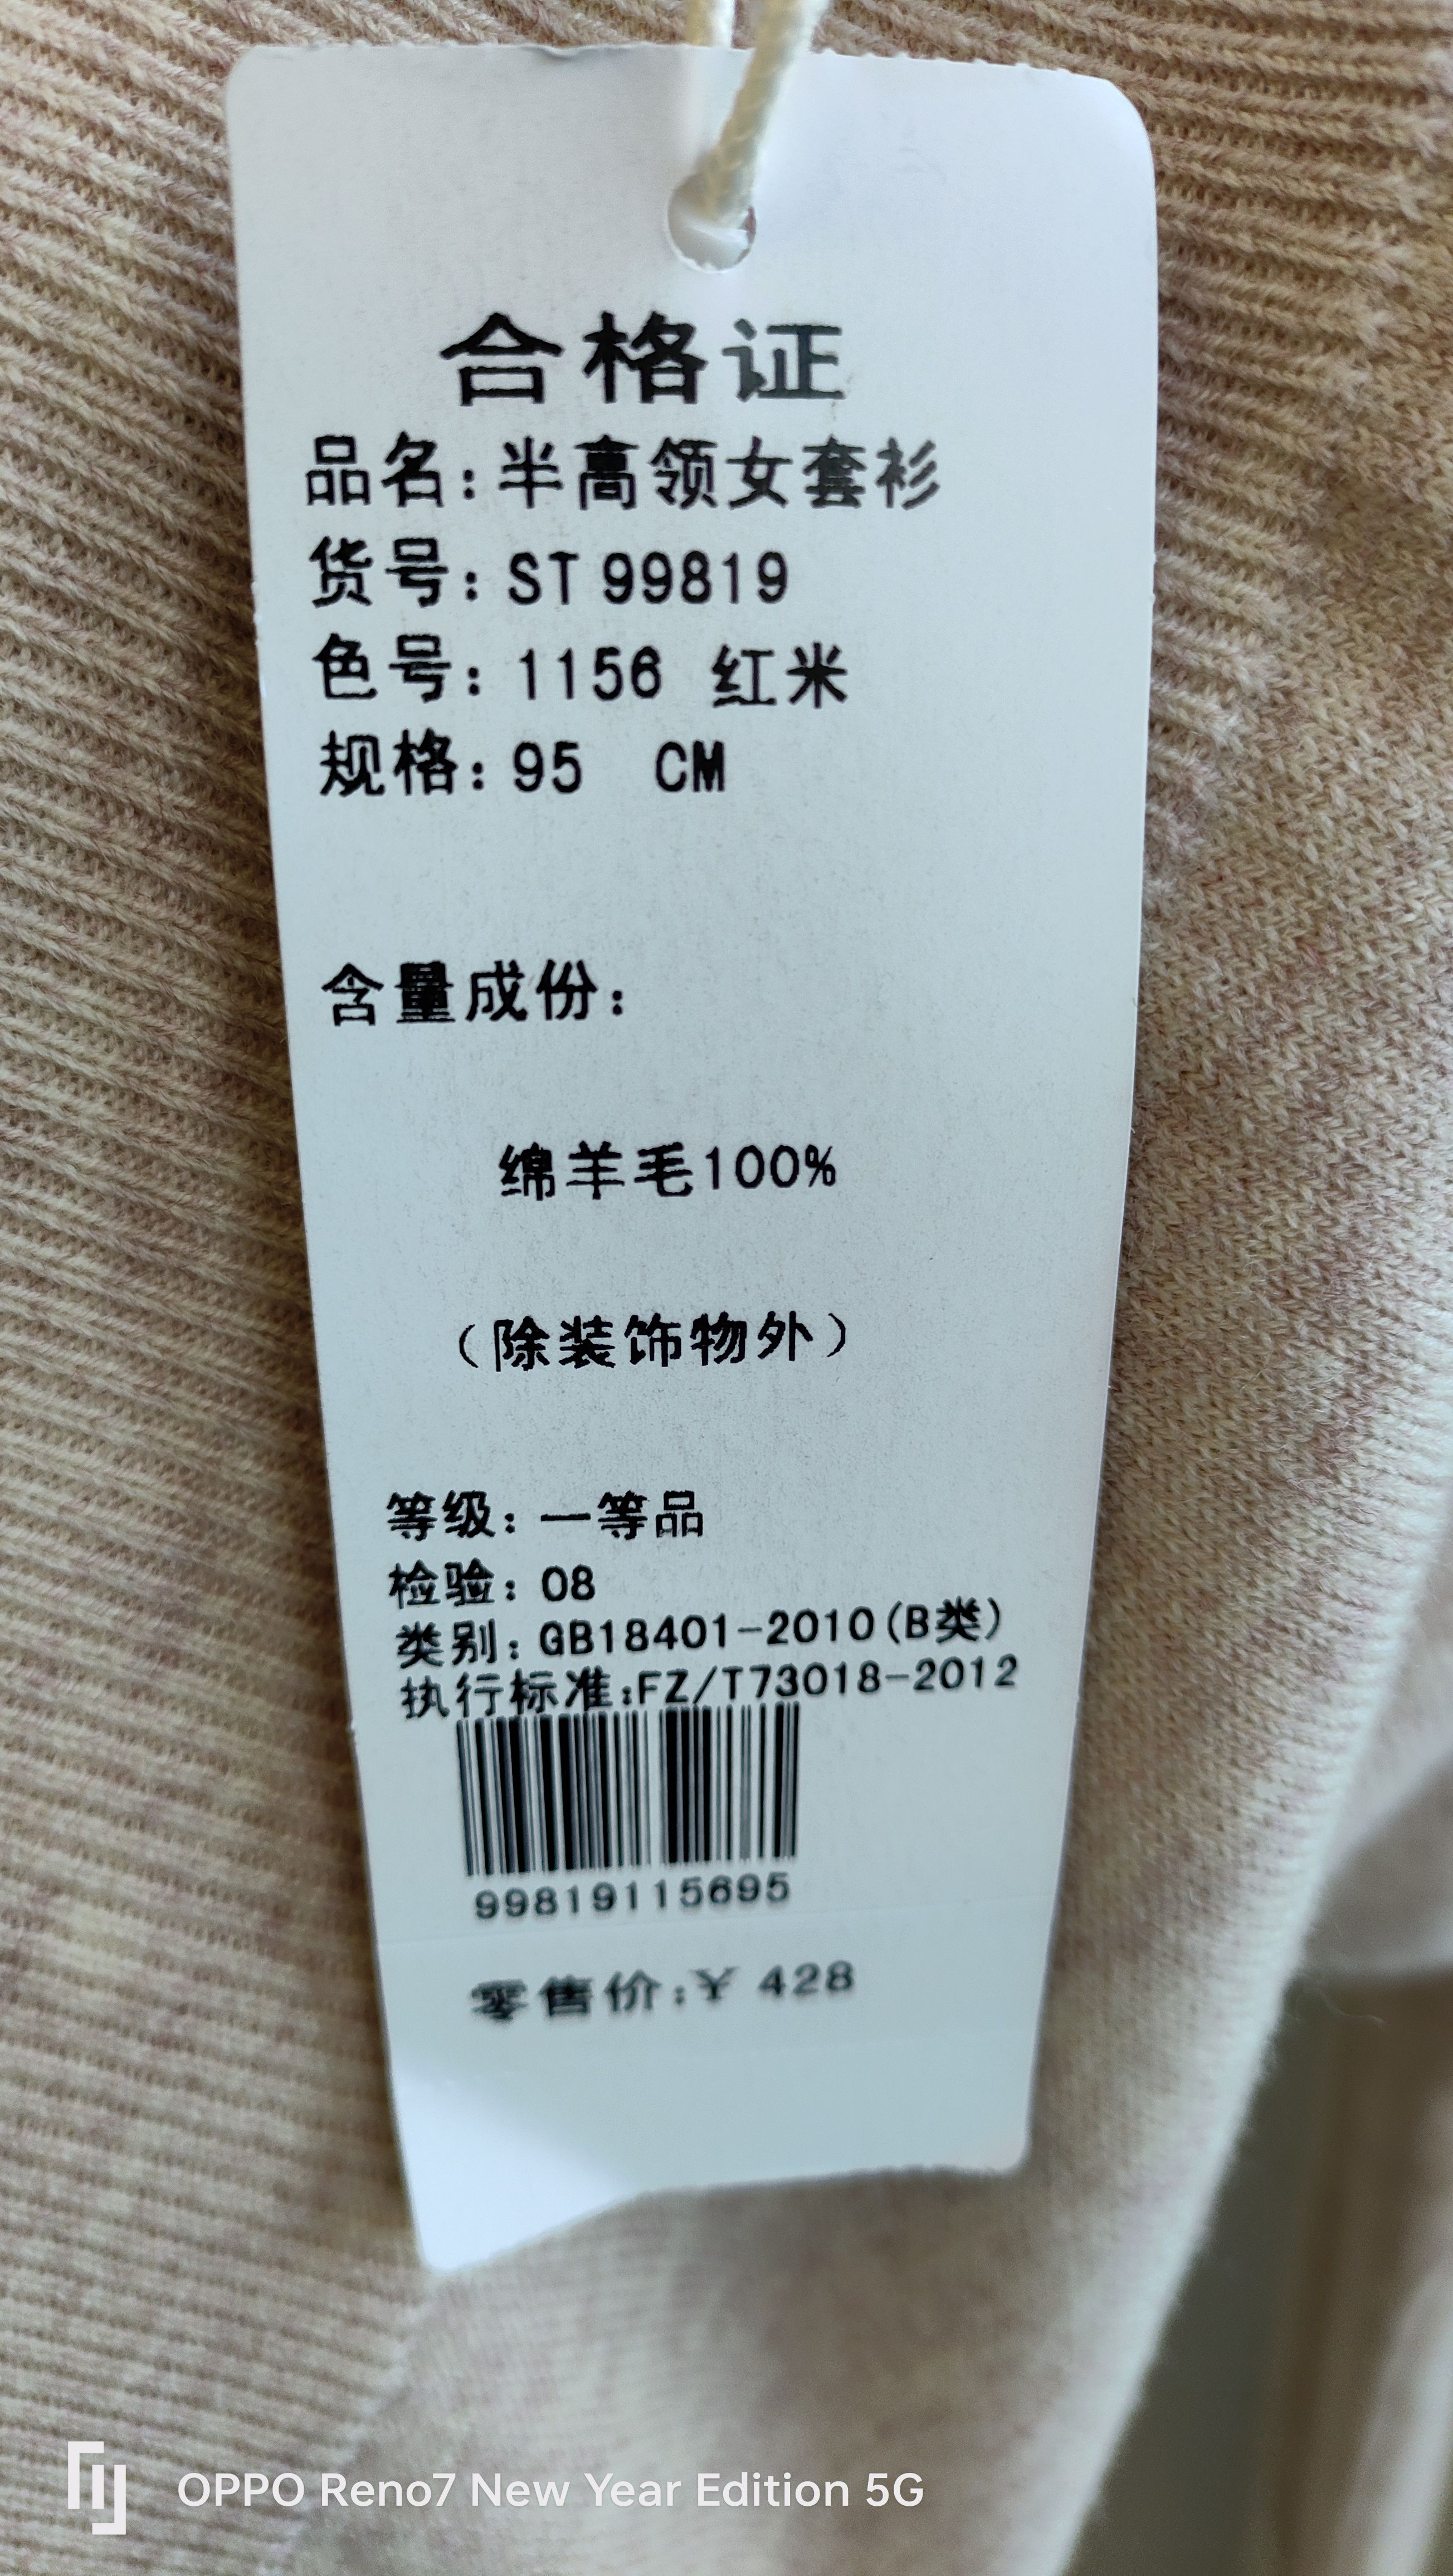 合格证
品名：半高领女套衫
货号：ST 99819
色号：1156 红米
规格：95 CM
含量成份：
绵羊毛100%
（除装饰物外）
等级：一等品
检验：08
类别：GB18401-2010(B类)
执行标准:FZ/T73018-2012
99819115695
零售价:¥ 428
OPPO Reno7 New Year Edition 5G